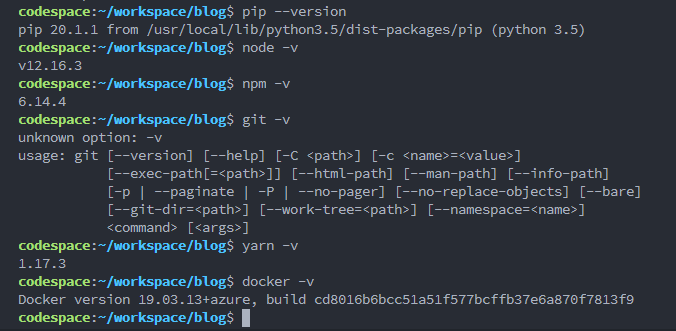 codespace:~/workspace/blog$ pip --version
pip 20.1.1 from /usr/local/lib/python3.5/dist-packages/pip (python 3.5)
codespace:~/workspace/blog$ node -v
v12.16.3
codespace:~/workspace/blog$ npm -v
6.14.4
codespace:~/workspace/blog$ git -v
unknown option: -v
usage: git [--version] [--help] [-C <path>] [-c <name>=<value>]
           [--exec-path[=<path>]] [--html-path] [--man-path] [--info-path]
           [-p | --paginate | -P | --no-pager] [--no-replace-objects] [--bare]
           [--git-dir=<path>] [--work-tree=<path>] [--namespace=<name>]
           <command> [<args>]
codespace:~/workspace/blog$ yarn -v
1.17.3
codespace:~/workspace/blog$ docker -v
Docker version 19.03.13+azure, build cd8016b6bcc51a51f577bcffb37e6a870f7813f9
codespace:~/workspace/blog$